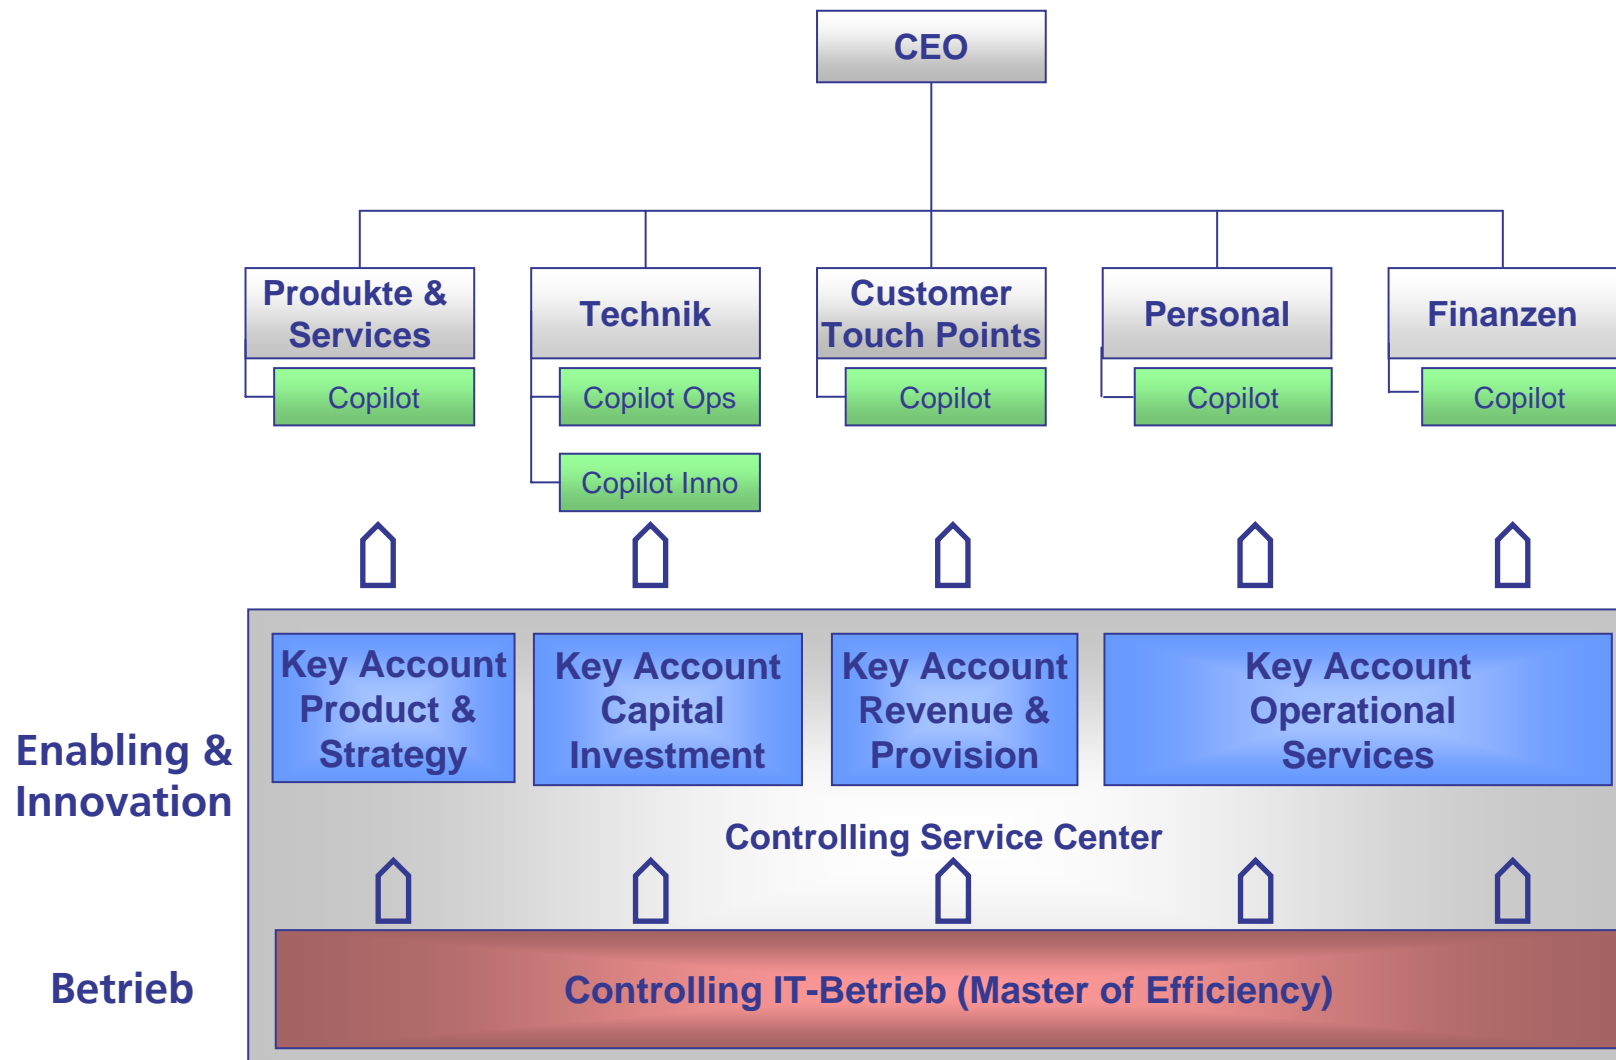 CEO
Produkte &
Services
Technik
Customer
Touch Points
Personal
Finanzen
Copilot
Copilot Ops
Copilot
Copilot
Copilot
Copilot Inno
Key Account
Product &
Strategy
Key Account
Capital
Investment
Key Account
Revenue &
Provision
Key Account
Operational
Services
Enabling &
Innovation
Controlling Service Center
Betrieb
Controlling IT-Betrieb (Master of Efficiency)